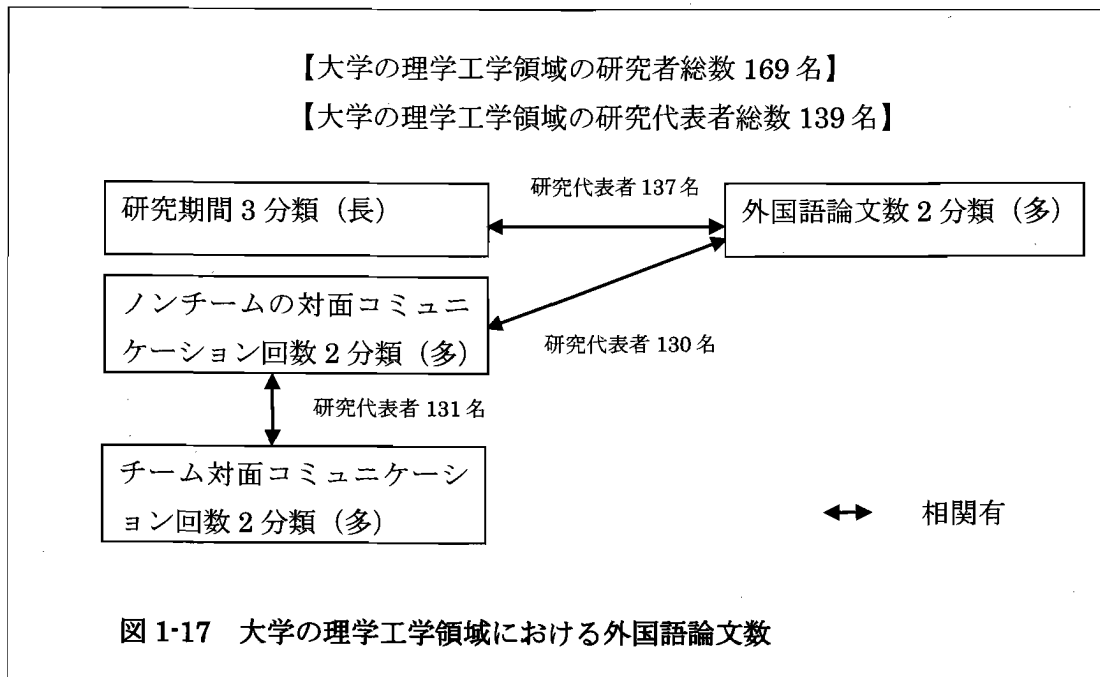 【大学の理学工学領域の研究者総数 169 名】
【大学の理学工学領域の研究代表者総数 139 名】
研究代表者 137 名
研究期間 3 分類（長）
外国語論文数 2 分類（多）
ノンチームの対面コミュニ
ケーション回数 2 分類（多）
研究代表者 130 名
研究代表者 131 名
チーム対面コミュニケーシ
ョン回数 2 分類（多）
相関有
図 1-17　大学の理学工学領域における外国語論文数